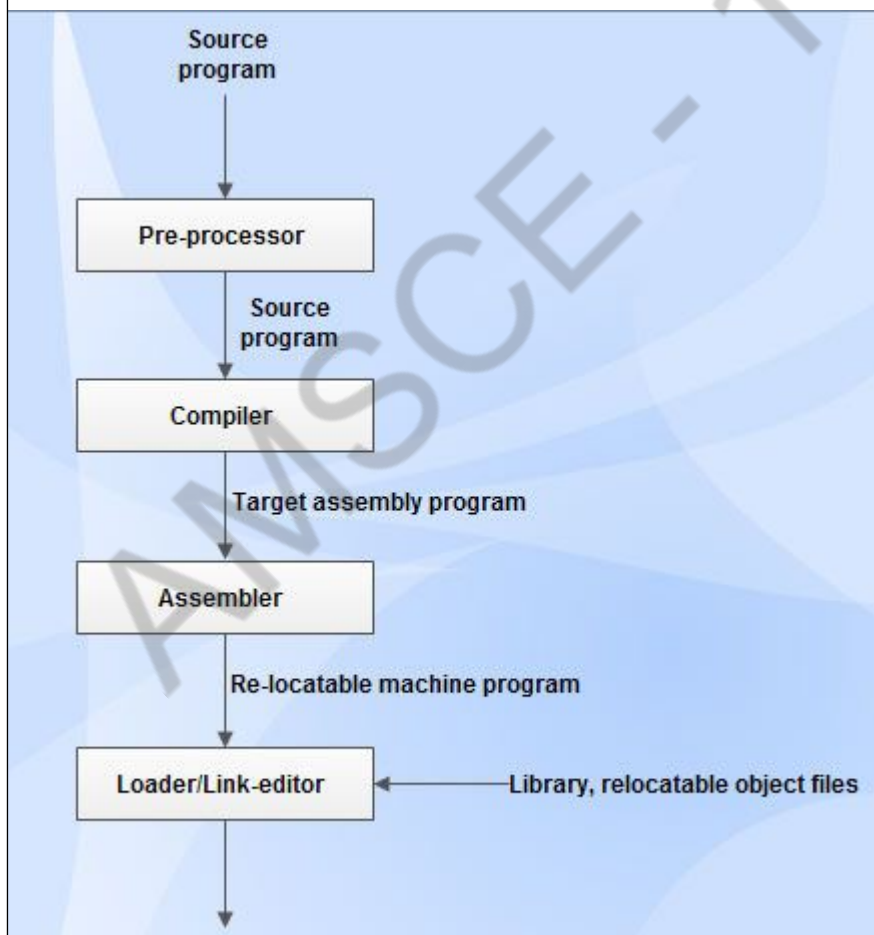 Source
program
Pre-processor
Source
program
Compiler
Target assembly program
Assembler
Re-locatable machine program
Loader/Link-editor
Library, relocatable object files
AMSCE - 1